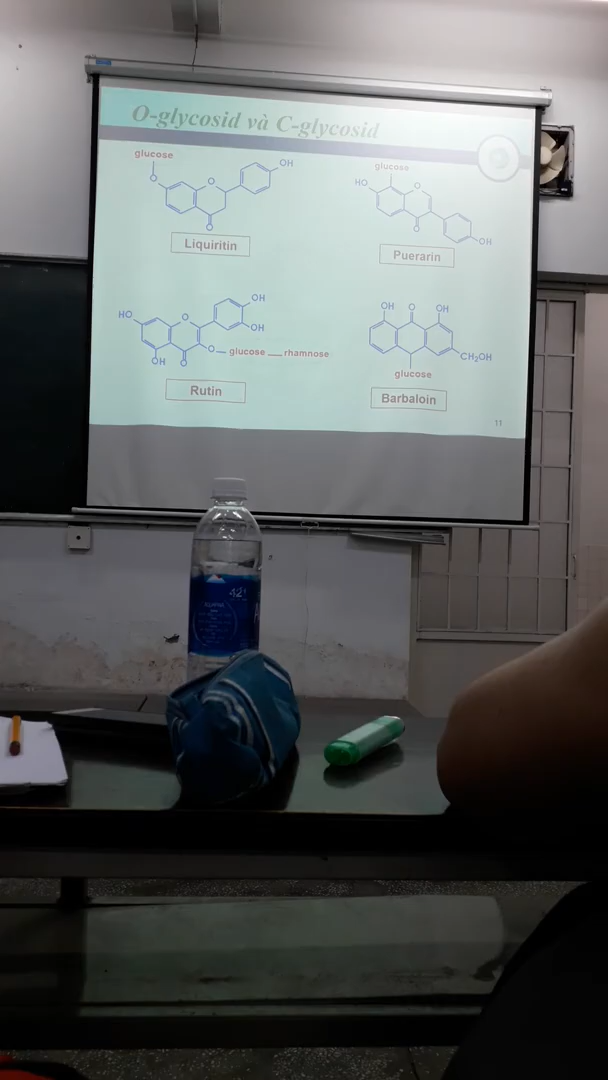 O-glycosid và C-glycosid
glucose
O
O
OH
O
Liquiritin
glucose
HO
O
O
OH
Puerarin
HO
O
OH
OH
OH
O
O
glucose
rhamnose
Rutin
OH
O
OH
CH₂OH
glucose
Barbaloin
11
42!
A